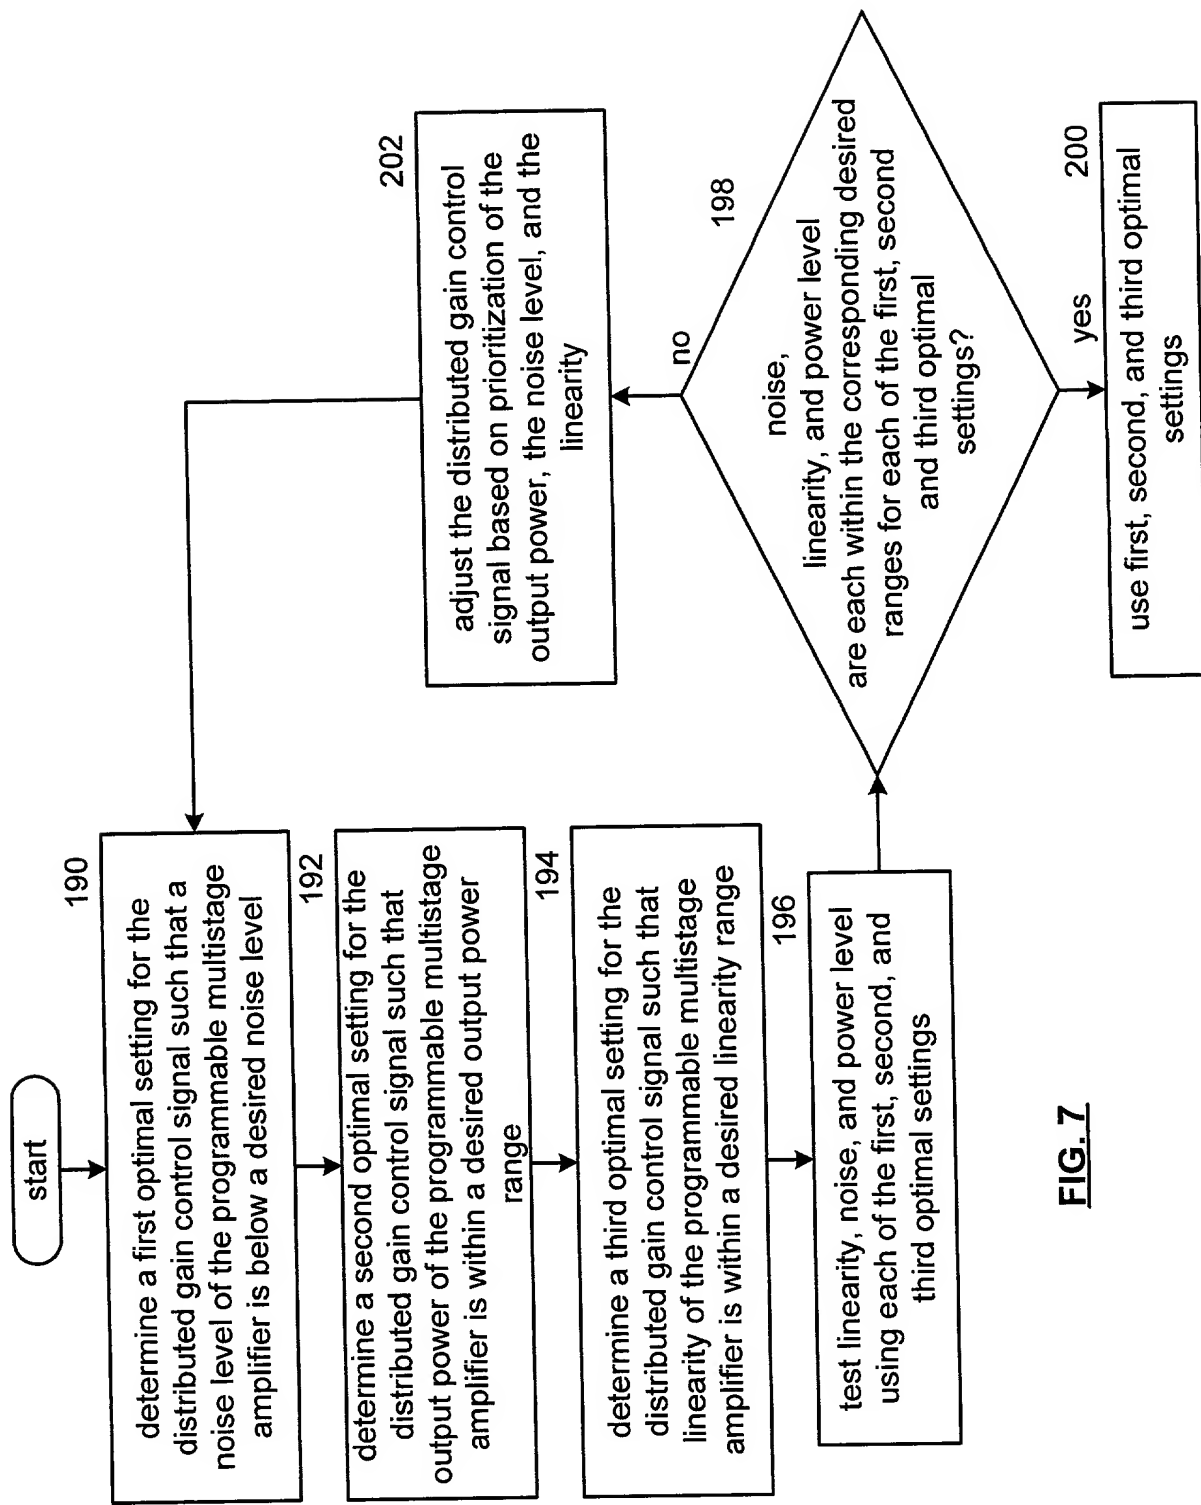 start
190
determine a first optimal setting for the
distributed gain control signal such that a
noise level of the programmable multistage
amplifier is below a desired noise level
192
determine a second optimal setting for the
distributed gain control signal such that
output power of the programmable multistage
amplifier is within a desired output power
range
194
determine a third optimal setting for the
distributed gain control signal such that
linearity of the programmable multistage
amplifier is within a desired linearity range
196
test linearity, noise, and power level
using each of the first, second, and
third optimal settings
202
adjust the distributed gain control
signal based on prioritization of the
output power, the noise level, and the
linearity
no
198
noise,
linearity, and power level
are each within the corresponding desired
ranges for each of the first, second
and third optimal
settings?
yes
200
use first, second, and third optimal
settings
FIG. 7